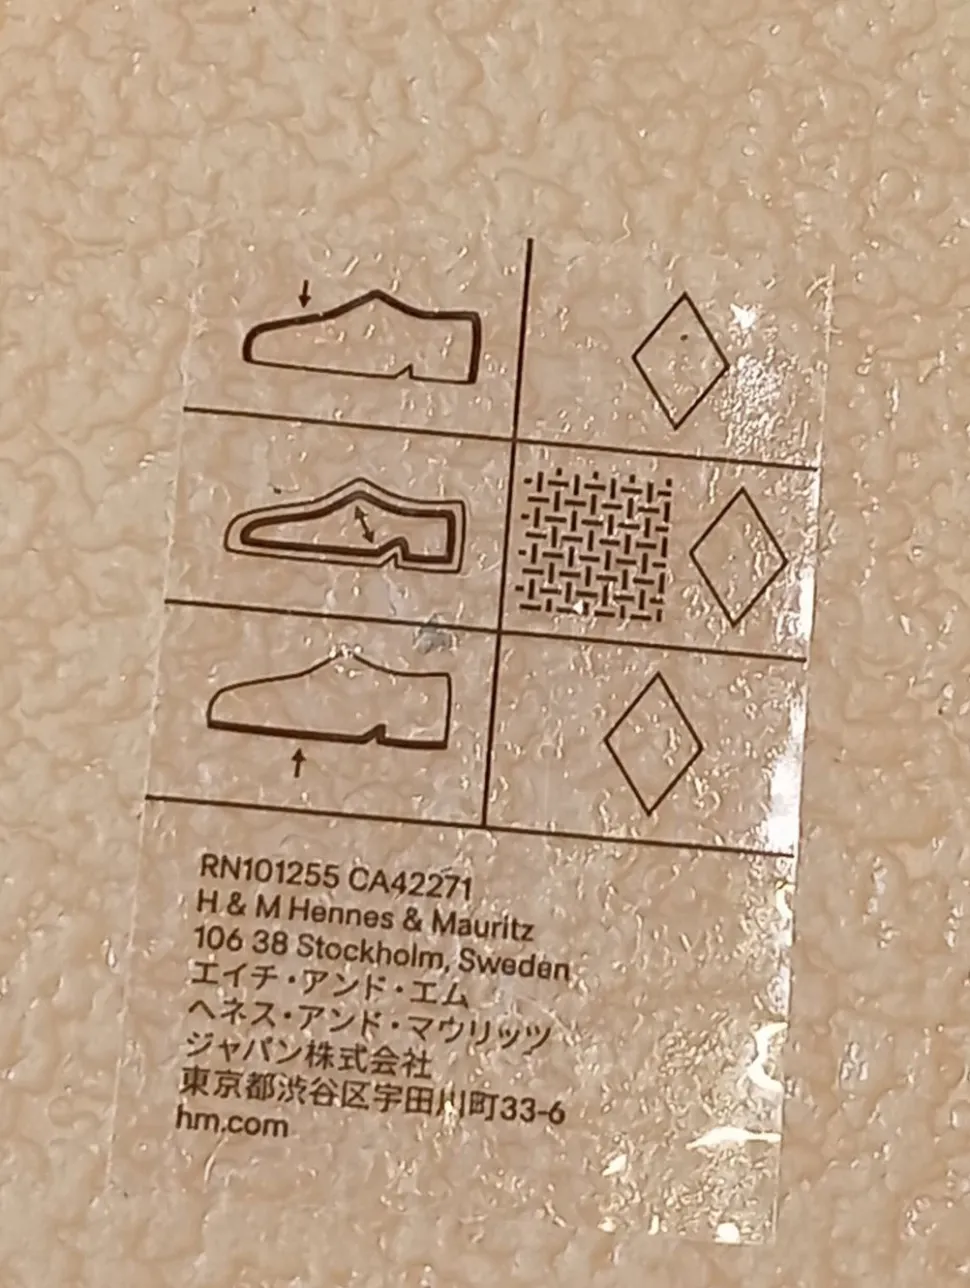 RN101255 CA42271
H & M Hennes & Mauritz
106 38 Stockholm, Sweden
エイチ・アンド・エム
ヘネス・アンド・マウリッツ
ジャパン株式会社
東京都渋谷区宇田川町33-6
hm.com